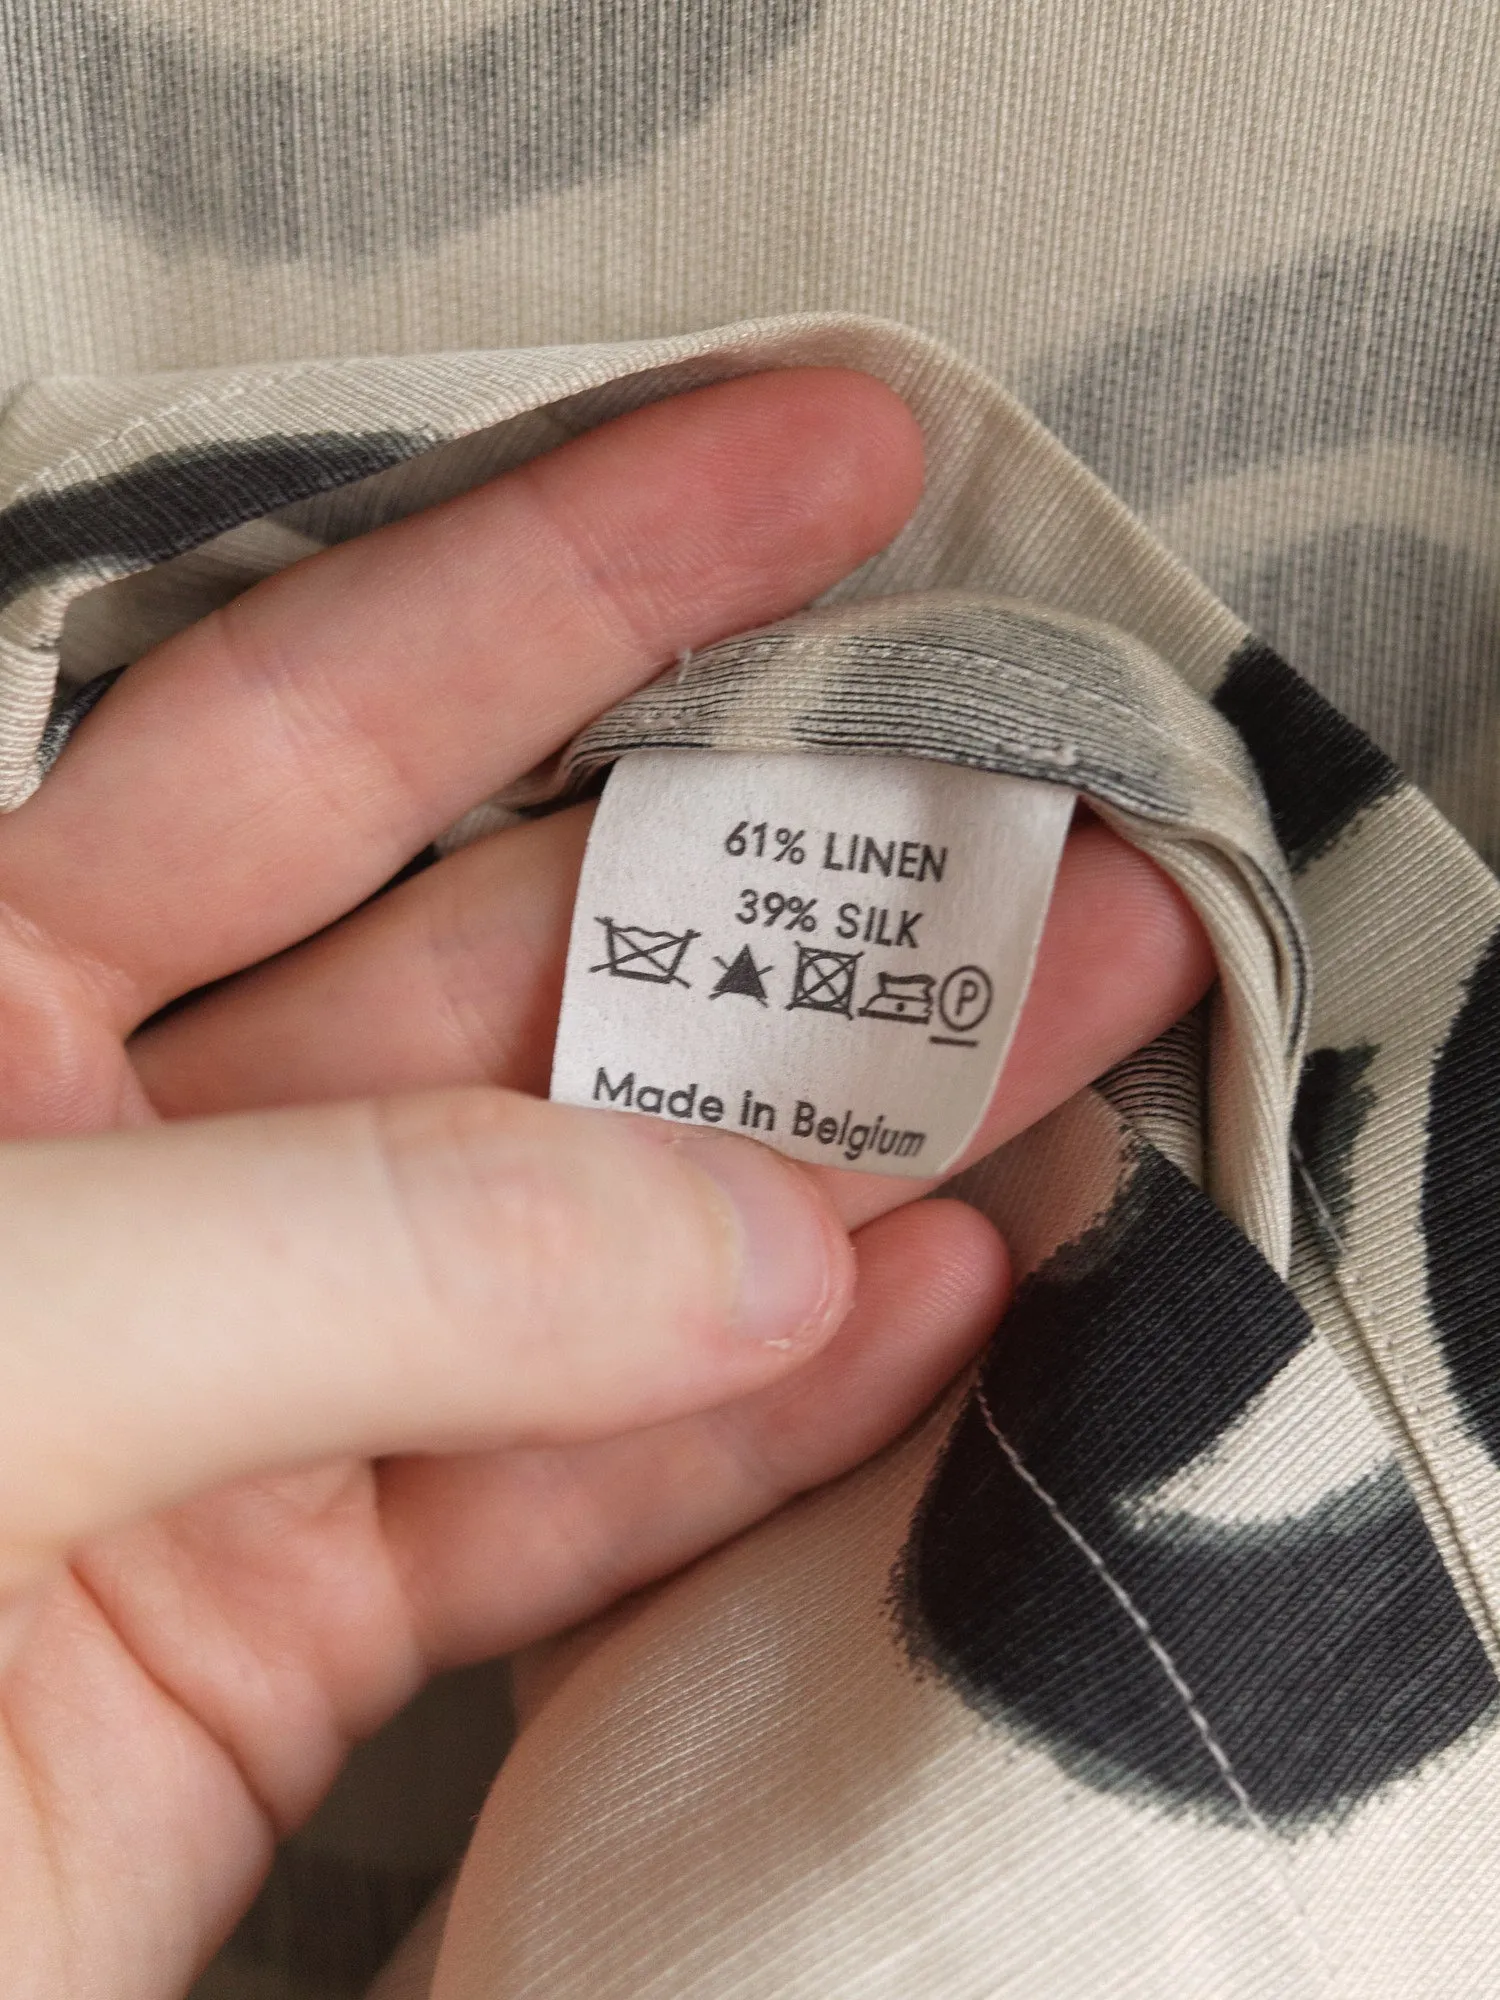 61% LINEN
39% SILK
P
Made in Belgium